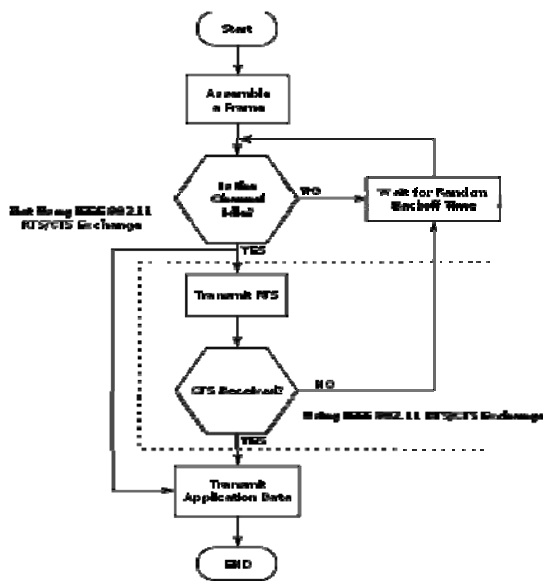 Start
Assemble
a Frame
Is the
Channel
Idle?
NO
Wait for Random
Backoff Time
Not Using IEEE 802.11
RTS/CTS Exchange
YES
Transmit RTS
CTS Received?
NO
Using IEEE 802.11 RTS/CTS Exchange
YES
Transmit
Application Data
END